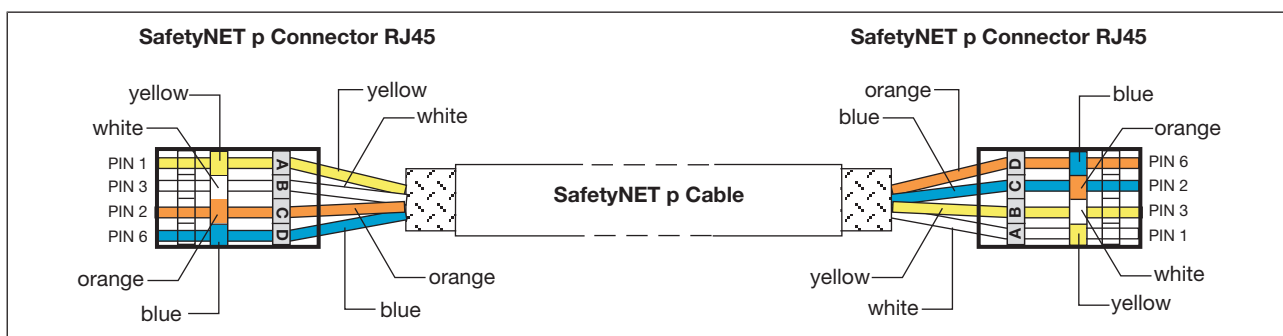 SafetyNET p Connector RJ45
SafetyNET p Connector RJ45
yellow
yellow
white
white
PIN 1
PIN 3
PIN 2
PIN 6
A
B
C
D
orange
blue
orange
blue
SafetyNET p Cable
orange
blue
blue
orange
D
C
B
A
PIN 6
PIN 2
PIN 3
PIN 1
yellow
white
white
yellow